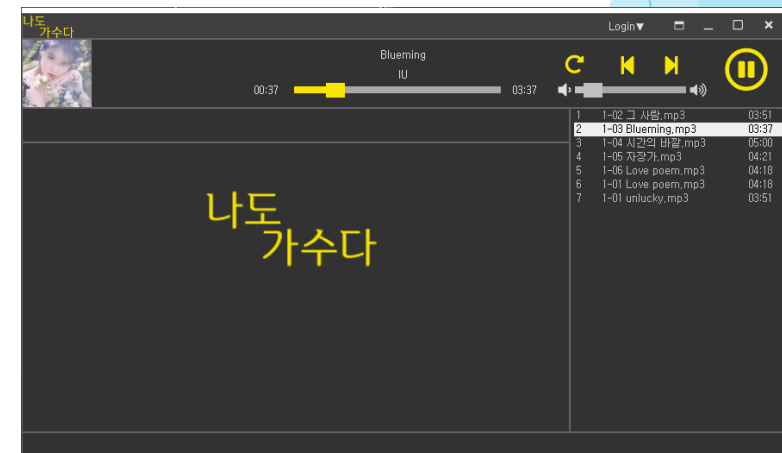 나도
가수다
Login▼
Blueming
IU
00:37
03:37
1 1-02 그 사람.mp3 03:51
2 1-03 Blueming.mp3 03:37
3 1-04 시간의 바깥.mp3 05:00
4 1-05 자장가.mp3 04:21
5 1-06 Love poem.mp3 04:18
6 1-01 Love poem.mp3 04:18
7 1-01 unlucky.mp3 03:51
나도
가수다